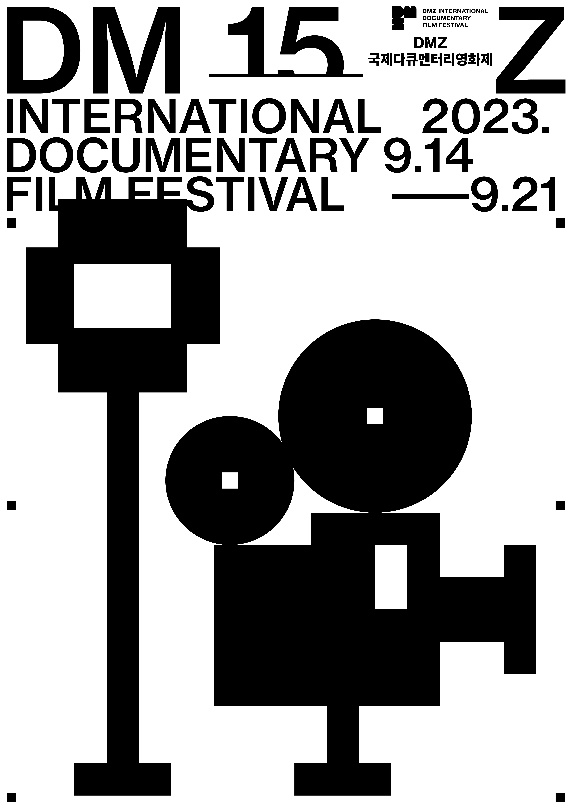 DM 15 Z
DMZ INTERNATIONAL
DOCUMENTARY
FILM FESTIVAL
DMZ
국제다큐멘터리영화제
INTERNATIONAL 2023.
DOCUMENTARY 9.14
FILM FESTIVAL —9.21